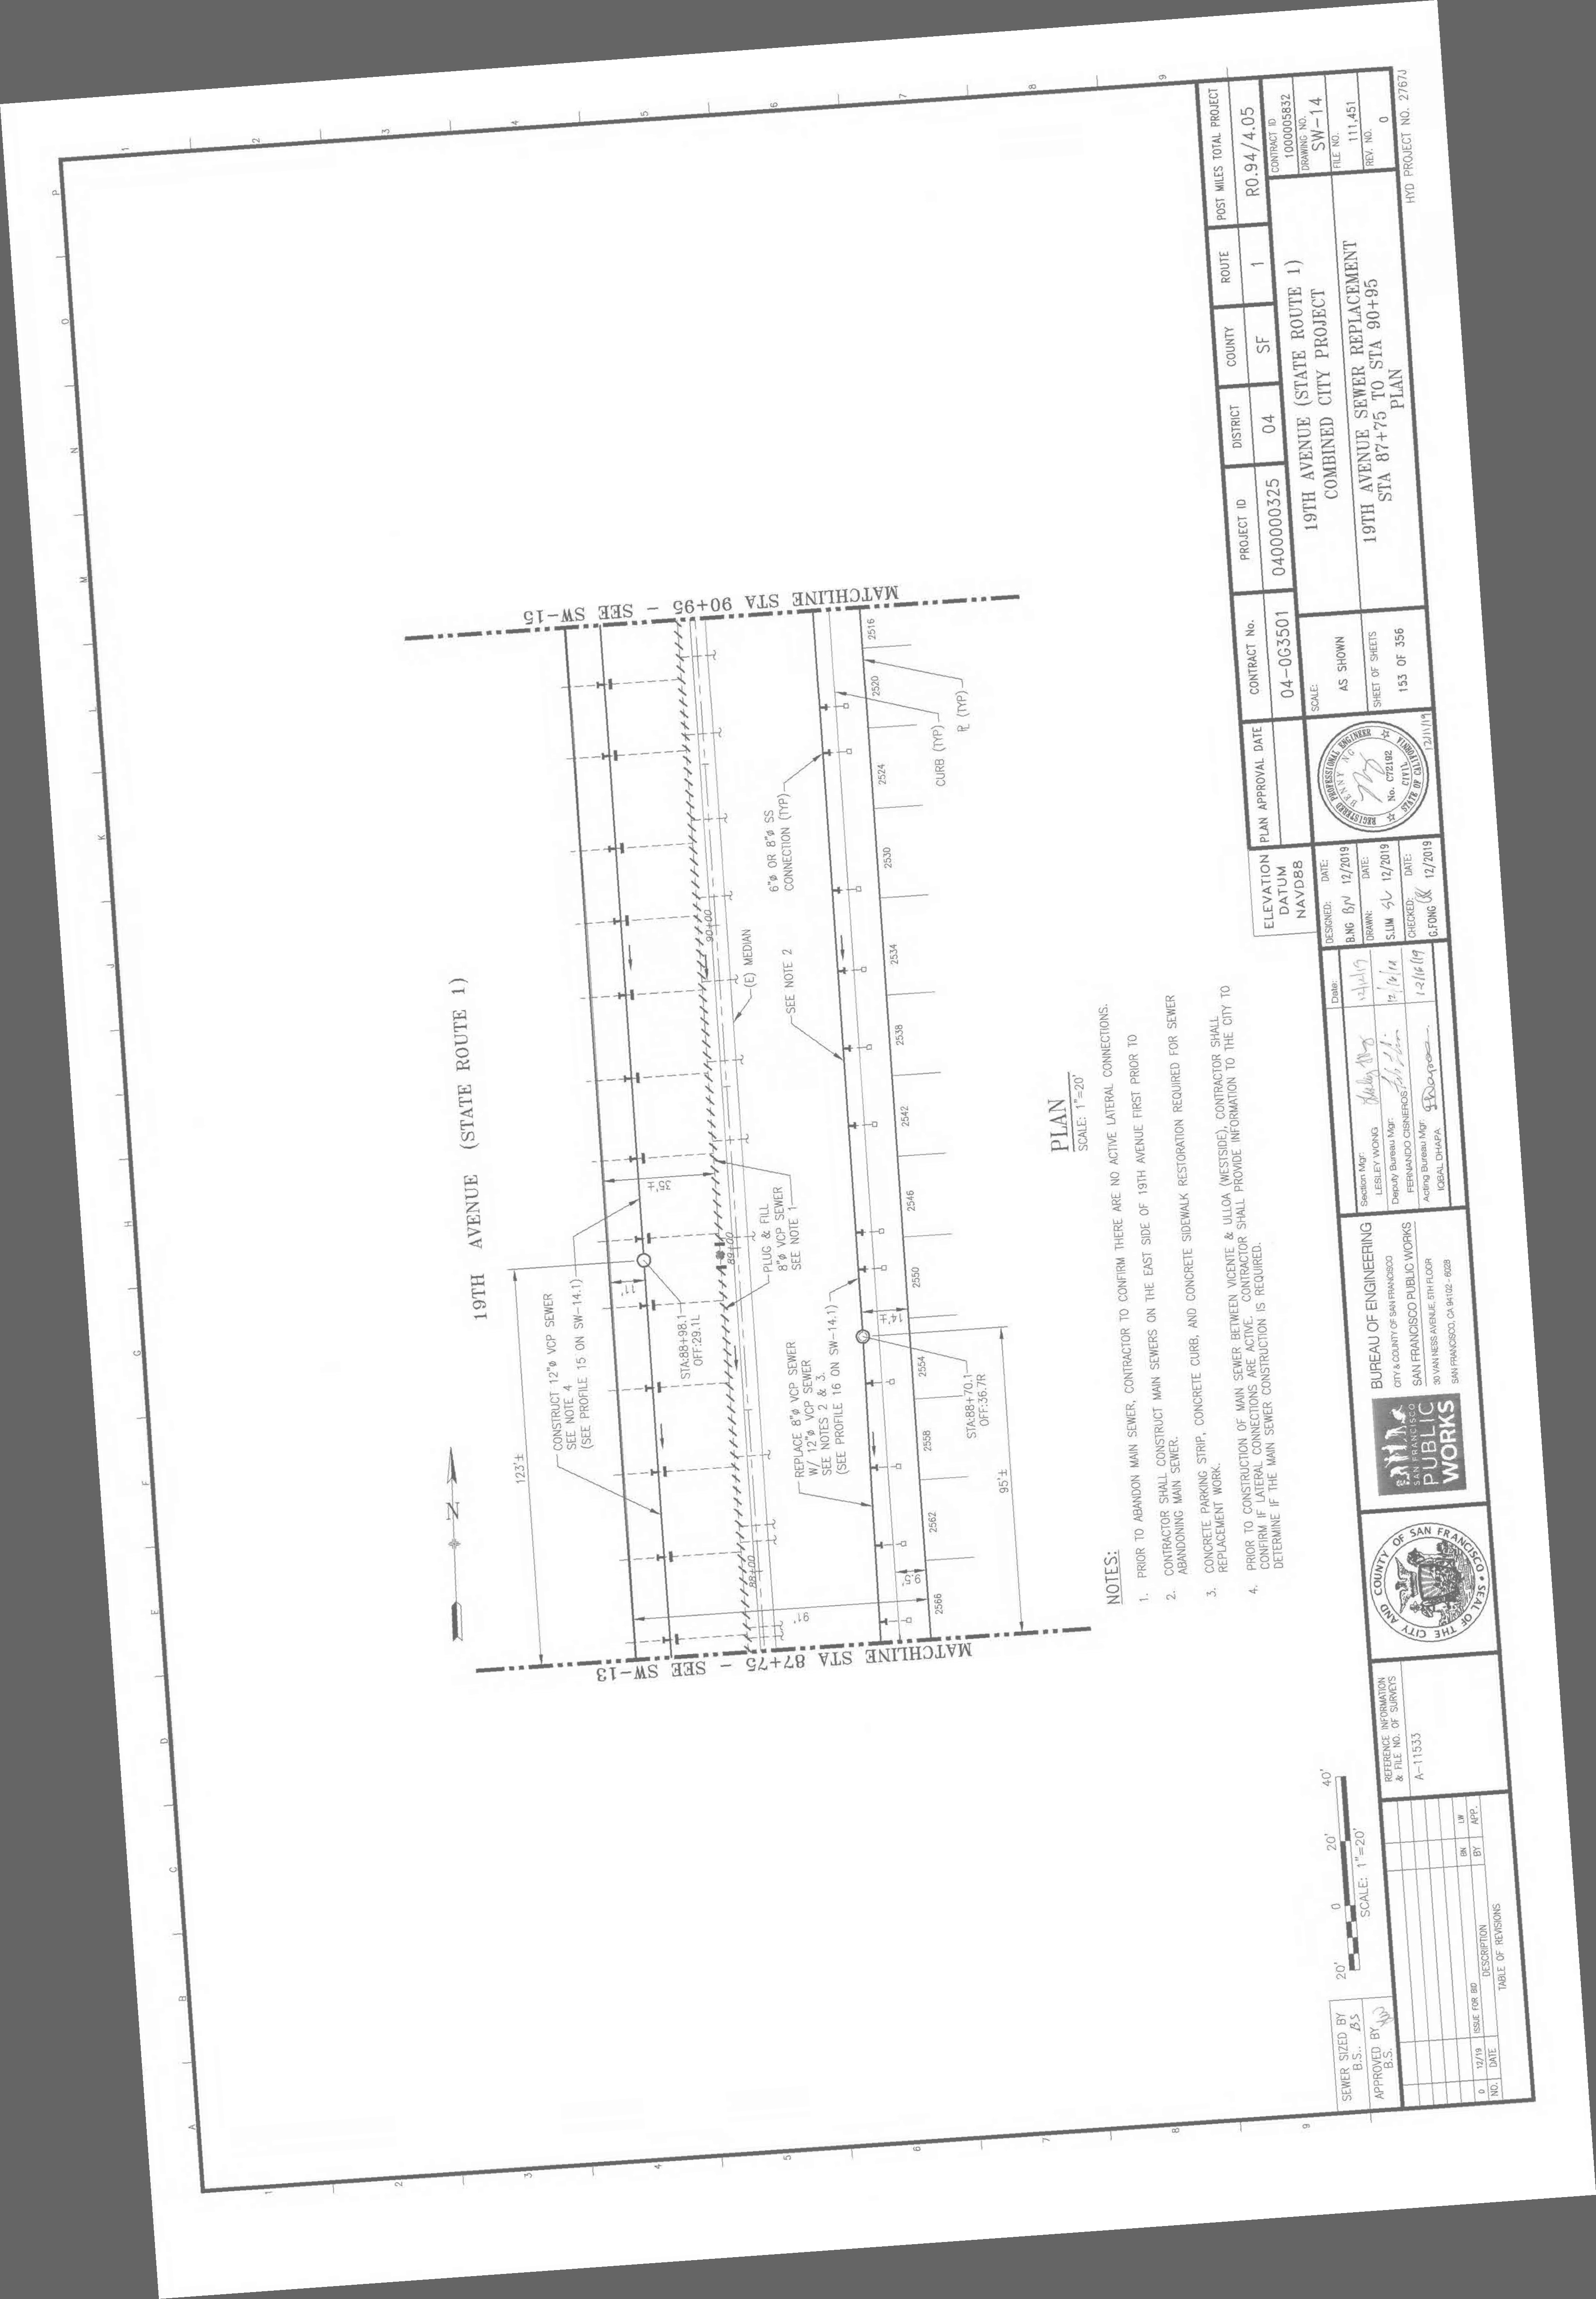 19TH AVENUE (STATE ROUTE 1)
N
123'±
CONSTRUCT 12"ø VCP SEWER
SEE NOTE 4
(SEE PROFILE 15 ON SW-14.1)
11'
35'±
STA:88+98.1
OFF:29.1L
88+00
89+00
90+00
PLUG & FILL
8"ø VCP SEWER
SEE NOTE 1
(E) MEDIAN
REPLACE 8"ø VCP SEWER
W/ 12"ø VCP SEWER
SEE NOTES 2 & 3.
(SEE PROFILE 16 ON SW-14.1)
SEE NOTE 2
6"ø OR 8"ø SS
CONNECTION (TYP)
91'
14'±
STA:88+70.1
OFF:36.7R
95'±
CURB (TYP)
PL (TYP)
2566
2562
2558
2554
2550
2546
2542
2538
2534
2530
2524
2520
2516
MATCHLINE STA 87+75 - SEE SW-13
MATCHLINE STA 90+95 - SEE SW-15
PLAN
SCALE: 1"=20'
NOTES:
1. PRIOR TO ABANDON MAIN SEWER, CONTRACTOR TO CONFIRM THERE ARE NO ACTIVE LATERAL CONNECTIONS.
2. CONTRACTOR SHALL CONSTRUCT MAIN SEWERS ON THE EAST SIDE OF 19TH AVENUE FIRST PRIOR TO
ABANDONING MAIN SEWER.
3. CONCRETE PARKING STRIP, CONCRETE CURB, AND CONCRETE SIDEWALK RESTORATION REQUIRED FOR SEWER
REPLACEMENT WORK.
4. PRIOR TO CONSTRUCTION OF MAIN SEWER BETWEEN VICENTE & ULLOA (WESTSIDE), CONTRACTOR SHALL
CONFIRM IF LATERAL CONNECTIONS ARE ACTIVE. CONTRACTOR SHALL PROVIDE INFORMATION TO THE CITY TO
DETERMINE IF THE MAIN SEWER CONSTRUCTION IS REQUIRED.
20' 0 20' 40'
SCALE: 1"=20'
SEWER SIZED BY
B.S.. BS
APPROVED BY
B.S.
0 12/19 ISSUE FOR BID BN LW
NO. DATE DESCRIPTION BY APP.
TABLE OF REVISIONS
REFERENCE INFORMATION
& FILE NO. OF SURVEYS
A-11533
THE CITY AND COUNTY OF SAN FRANCISCO • SEAL OF
SAN FRANCISCO
PUBLIC
WORKS
BUREAU OF ENGINEERING
CITY & COUNTY OF SAN FRANCISCO
SAN FRANCISCO PUBLIC WORKS
30 VAN NESS AVENUE, 5TH FLOOR
SAN FRANCISCO, CA 94102 - 6028
Date:
Section Mgr:
LESLEY WONG
Deputy Bureau Mgr:
FERNANDO CISNEROS
Acting Bureau Mgr:
IQBAL DHAPA
12/16/19
DESIGNED: DATE:
B.NG BN 12/2019
DRAWN: DATE:
S.LIM SL 12/2019
CHECKED: DATE:
G.FONG 12/2019
ELEVATION
DATUM
NAVD88
REGISTERED PROFESSIONAL ENGINEER
BENNY NG
No. C72192
CIVIL
STATE OF CALIFORNIA
12/11/19
PLAN APPROVAL DATE
CONTRACT No.
04-0G3501
PROJECT ID
0400000325
DISTRICT
04
COUNTY
SF
ROUTE
1
POST MILES TOTAL PROJECT
R0.94/4.05
SCALE:
AS SHOWN
SHEET OF SHEETS
153 OF 356
19TH AVENUE (STATE ROUTE 1)
COMBINED CITY PROJECT
19TH AVENUE SEWER REPLACEMENT
STA 87+75 TO STA 90+95
PLAN
CONTRACT ID
1000005832
DRAWING NO.
SW-14
FILE NO.
111,451
REV. NO.
0
HYD PROJECT NO. 2767J
A B C D E F G H J K L M N O P
1 2 3 4 5 6 7 8 9
2 3 4 5 6 7 8 9